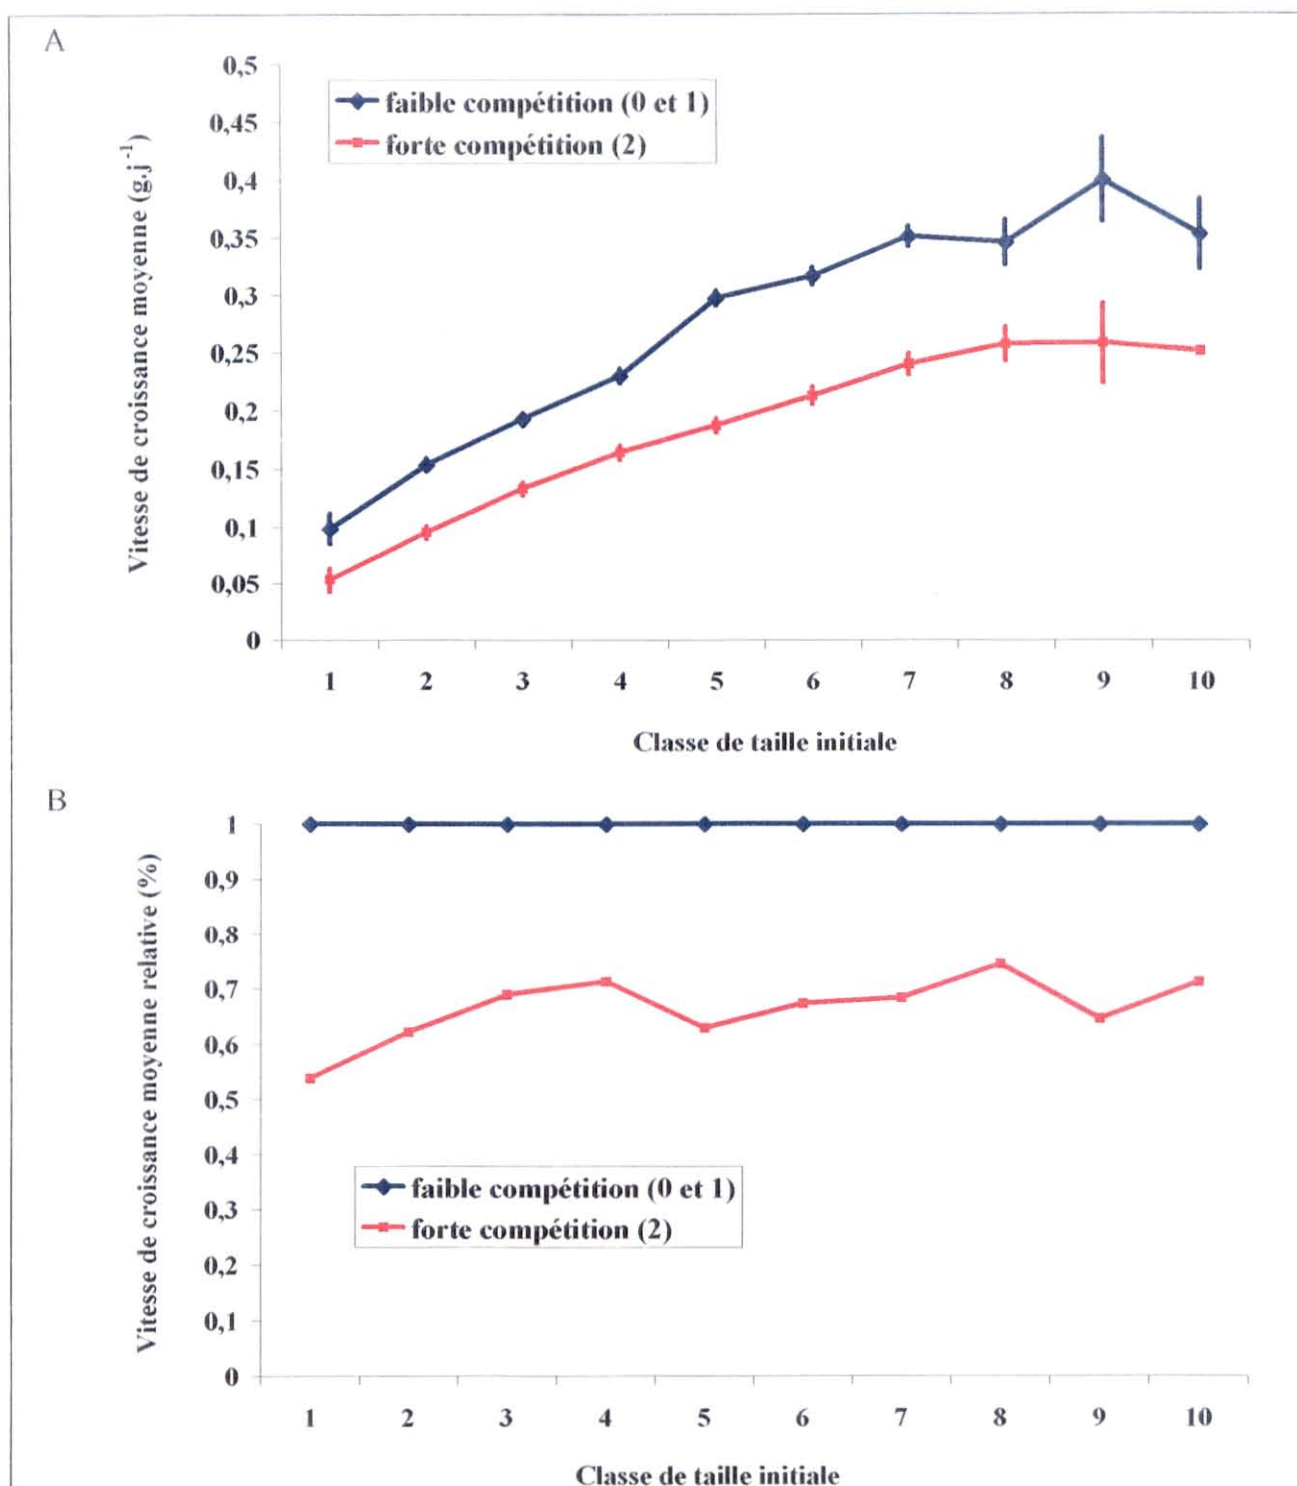 A
Vitesse de croissance moyenne (g.j⁻¹)
0,5
0,45
0,4
0,35
0,3
0,25
0,2
0,15
0,1
0,05
0
faible compétition (0 et 1)
forte compétition (2)
1 2 3 4 5 6 7 8 9 10
Classe de taille initiale
B
Vitesse de croissance moyenne relative (%)
1
0,9
0,8
0,7
0,6
0,5
0,4
0,3
0,2
0,1
0
faible compétition (0 et 1)
forte compétition (2)
1 2 3 4 5 6 7 8 9 10
Classe de taille initiale